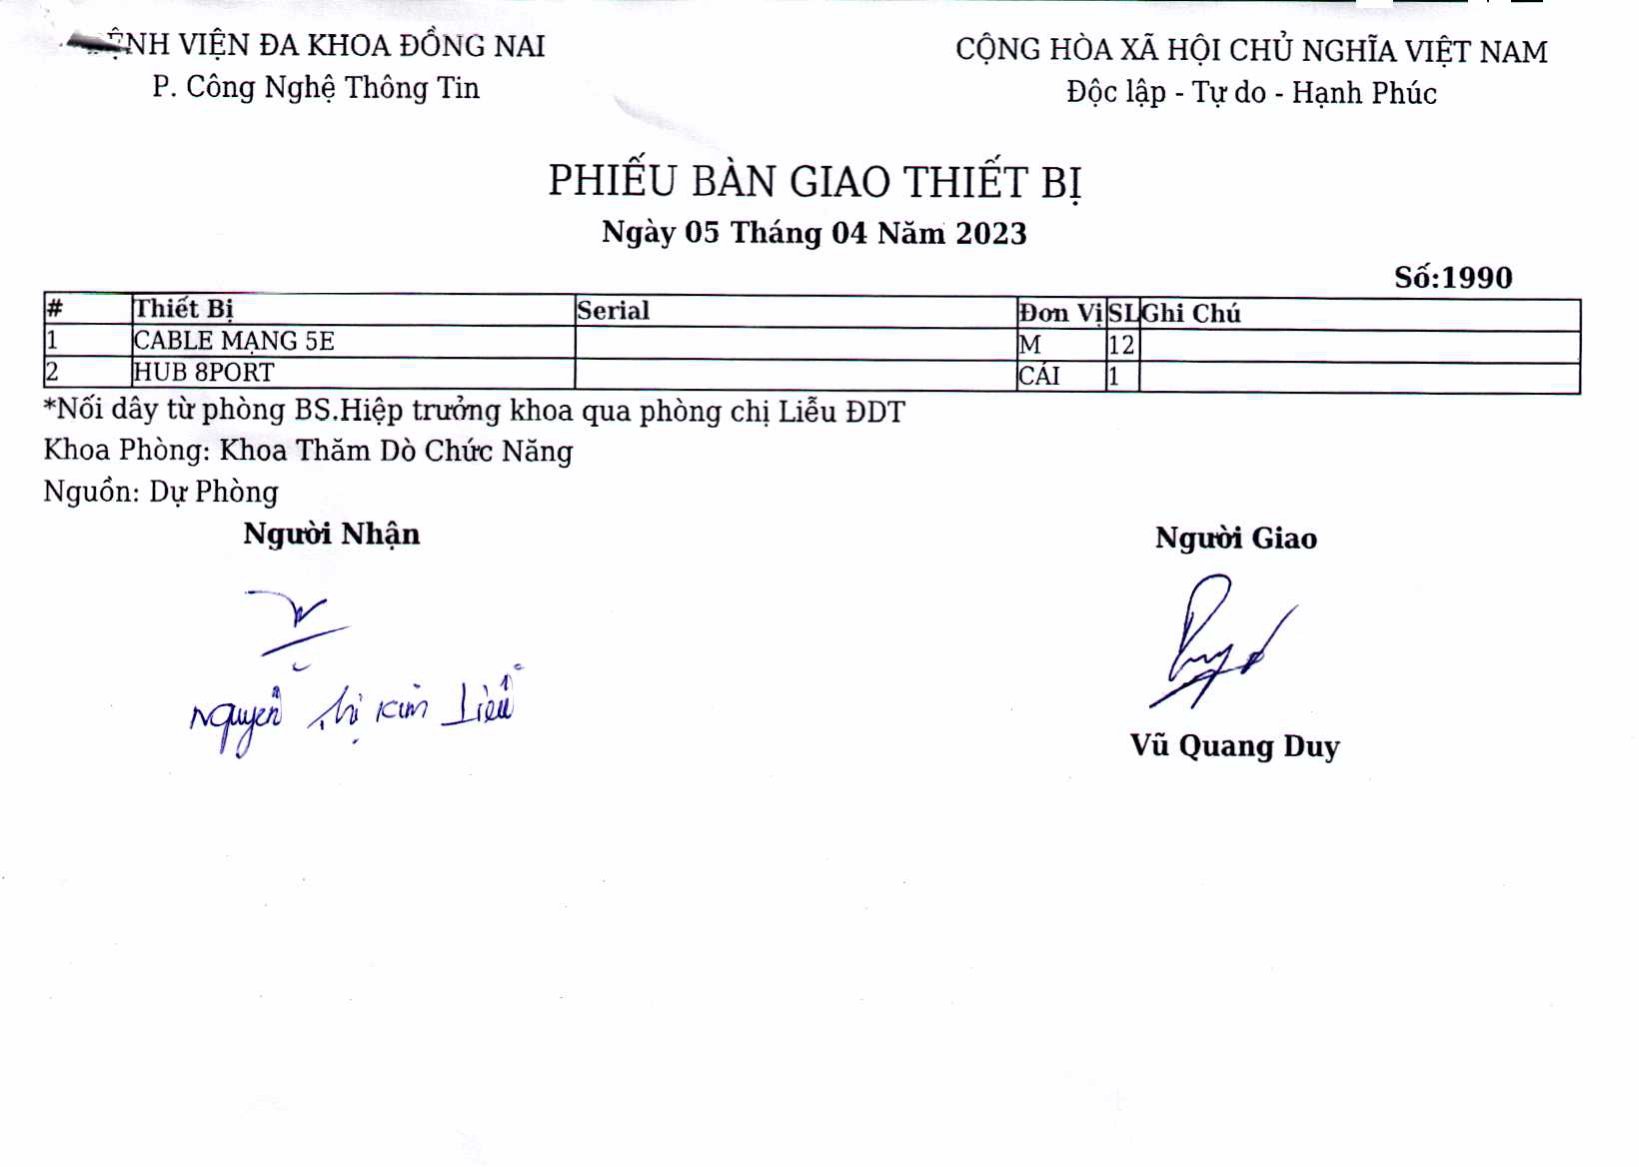 BỆNH VIỆN ĐA KHOA ĐỒNG NAI
P. Công Nghệ Thông Tin
CỘNG HÒA XÃ HỘI CHỦ NGHĨA VIỆT NAM
Độc lập - Tự do - Hạnh Phúc
PHIẾU BÀN GIAO THIẾT BỊ
Ngày 05 Tháng 04 Năm 2023
Số:1990
# Thiết Bị Serial Đơn Vị SL Ghi Chú
1 CABLE MẠNG 5E M 12
2 HUB 8PORT CÁI 1
*Nối dây từ phòng BS.Hiệp trưởng khoa qua phòng chị Liễu ĐDT
Khoa Phòng: Khoa Thăm Dò Chức Năng
Nguồn: Dự Phòng
Người Nhận
Người Giao
Nguyễn Thị Kim Liễu
Vũ Quang Duy